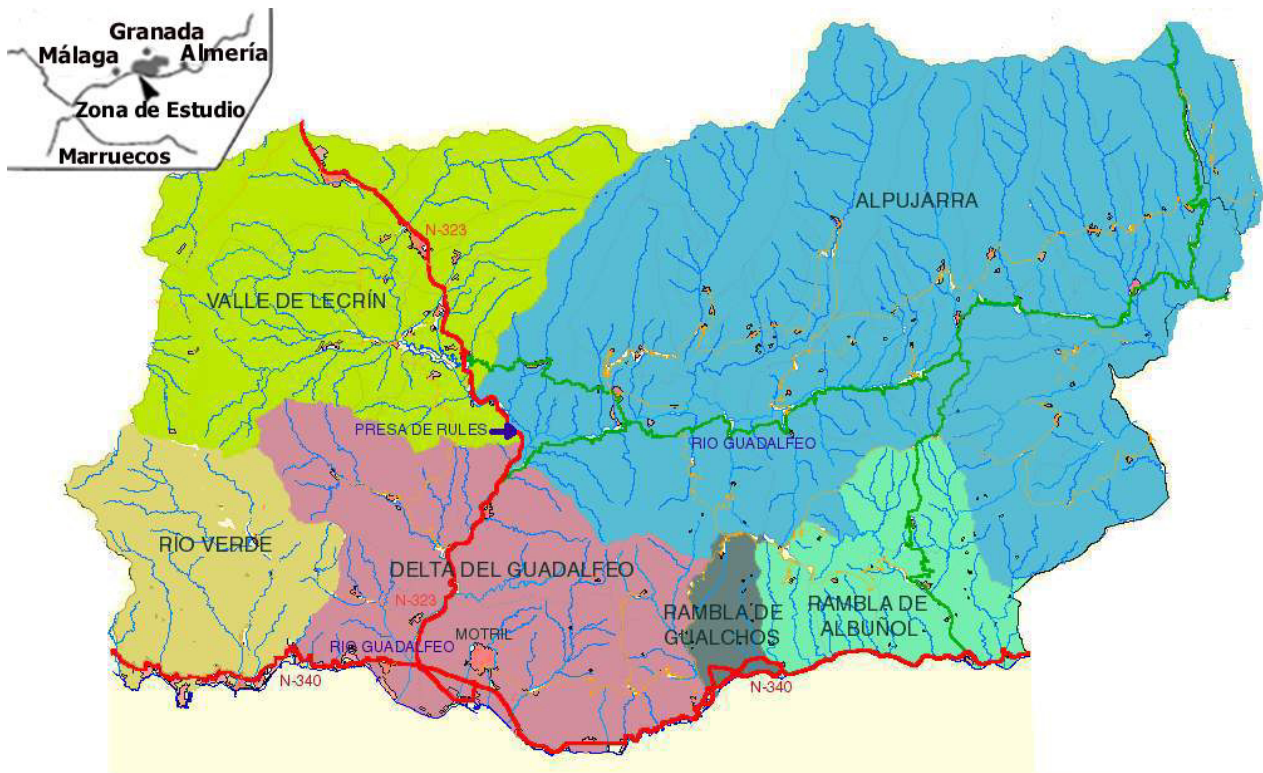 Granada
Málaga
Almería
Zona de Estudio
Marruecos
ALPUJARRA
N-323
VALLE DE LECRÍN
PRESA DE RULES
RIO GUADALFEO
RIO VERDE
DELTA DEL GUADALFEO
N-323
RAMBLA DE
GUALCHOS
RAMBLA DE
ALBUÑOL
MOTRIL
RIO GUADALFEO
N-340
N-340